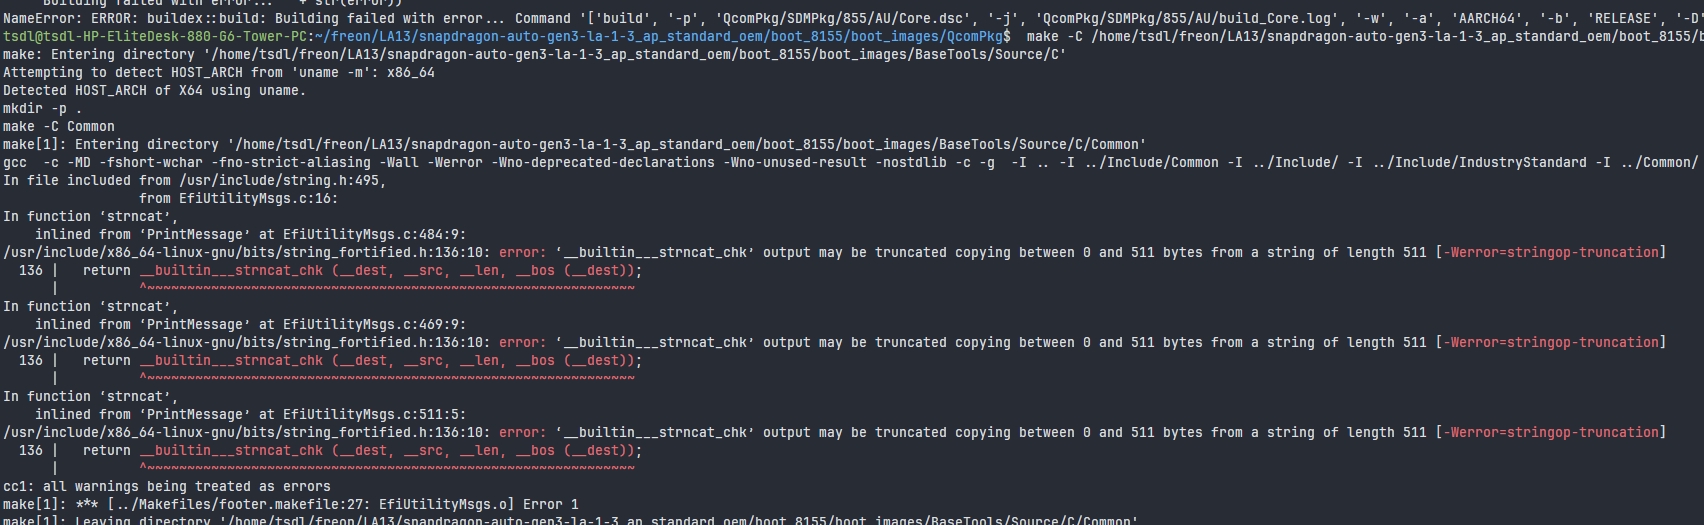 Building failed with error... " + str(error))
NameError: ERROR: buildex::build: Building failed with error... Command '['build', '-p', 'QcomPkg/SDMPkg/855/AU/Core.dsc', '-j', 'QcomPkg/SDMPkg/855/AU/build_Core.log', '-w', '-a', 'AARCH64', '-b', 'RELEASE', '-D'
tsdl@tsdl-HP-EliteDesk-880-G6-Tower-PC:~/freon/LA13/snapdragon-auto-gen3-la-1-3_ap_standard_oem/boot_8155/boot_images/QcomPkg$  make -C /home/tsdl/freon/LA13/snapdragon-auto-gen3-la-1-3_ap_standard_oem/boot_8155/b
make: Entering directory '/home/tsdl/freon/LA13/snapdragon-auto-gen3-la-1-3_ap_standard_oem/boot_8155/boot_images/BaseTools/Source/C'
Attempting to detect HOST_ARCH from 'uname -m': x86_64
Detected HOST_ARCH of X64 using uname.
mkdir -p .
make -C Common
make[1]: Entering directory '/home/tsdl/freon/LA13/snapdragon-auto-gen3-la-1-3_ap_standard_oem/boot_8155/boot_images/BaseTools/Source/C/Common'
gcc  -c -MD -fshort-wchar -fno-strict-aliasing -Wall -Werror -Wno-deprecated-declarations -Wno-unused-result -nostdlib -c -g  -I .. -I ../Include/Common -I ../Include/ -I ../Include/IndustryStandard -I ../Common/
In file included from /usr/include/string.h:495,
                 from EfiUtilityMsgs.c:16:
In function ‘strncat’,
    inlined from ‘PrintMessage’ at EfiUtilityMsgs.c:484:9:
/usr/include/x86_64-linux-gnu/bits/string_fortified.h:136:10: error: ‘__builtin___strncat_chk’ output may be truncated copying between 0 and 511 bytes from a string of length 511 [-Werror=stringop-truncation]
  136 |   return __builtin___strncat_chk (__dest, __src, __len, __bos (__dest));
      |          ^~~~~~~~~~~~~~~~~~~~~~~~~~~~~~~~~~~~~~~~~~~~~~~~~~~~~~~~~~~~~~
In function ‘strncat’,
    inlined from ‘PrintMessage’ at EfiUtilityMsgs.c:469:9:
/usr/include/x86_64-linux-gnu/bits/string_fortified.h:136:10: error: ‘__builtin___strncat_chk’ output may be truncated copying between 0 and 511 bytes from a string of length 511 [-Werror=stringop-truncation]
  136 |   return __builtin___strncat_chk (__dest, __src, __len, __bos (__dest));
      |          ^~~~~~~~~~~~~~~~~~~~~~~~~~~~~~~~~~~~~~~~~~~~~~~~~~~~~~~~~~~~~~
In function ‘strncat’,
    inlined from ‘PrintMessage’ at EfiUtilityMsgs.c:511:5:
/usr/include/x86_64-linux-gnu/bits/string_fortified.h:136:10: error: ‘__builtin___strncat_chk’ output may be truncated copying between 0 and 511 bytes from a string of length 511 [-Werror=stringop-truncation]
  136 |   return __builtin___strncat_chk (__dest, __src, __len, __bos (__dest));
      |          ^~~~~~~~~~~~~~~~~~~~~~~~~~~~~~~~~~~~~~~~~~~~~~~~~~~~~~~~~~~~~~
cc1: all warnings being treated as errors
make[1]: *** [../Makefiles/footer.makefile:27: EfiUtilityMsgs.o] Error 1
make[1]: Leaving directory '/home/tsdl/freon/LA13/snapdragon-auto-gen3-la-1-3_ap_standard_oem/boot_8155/boot_images/BaseTools/Source/C/Common'